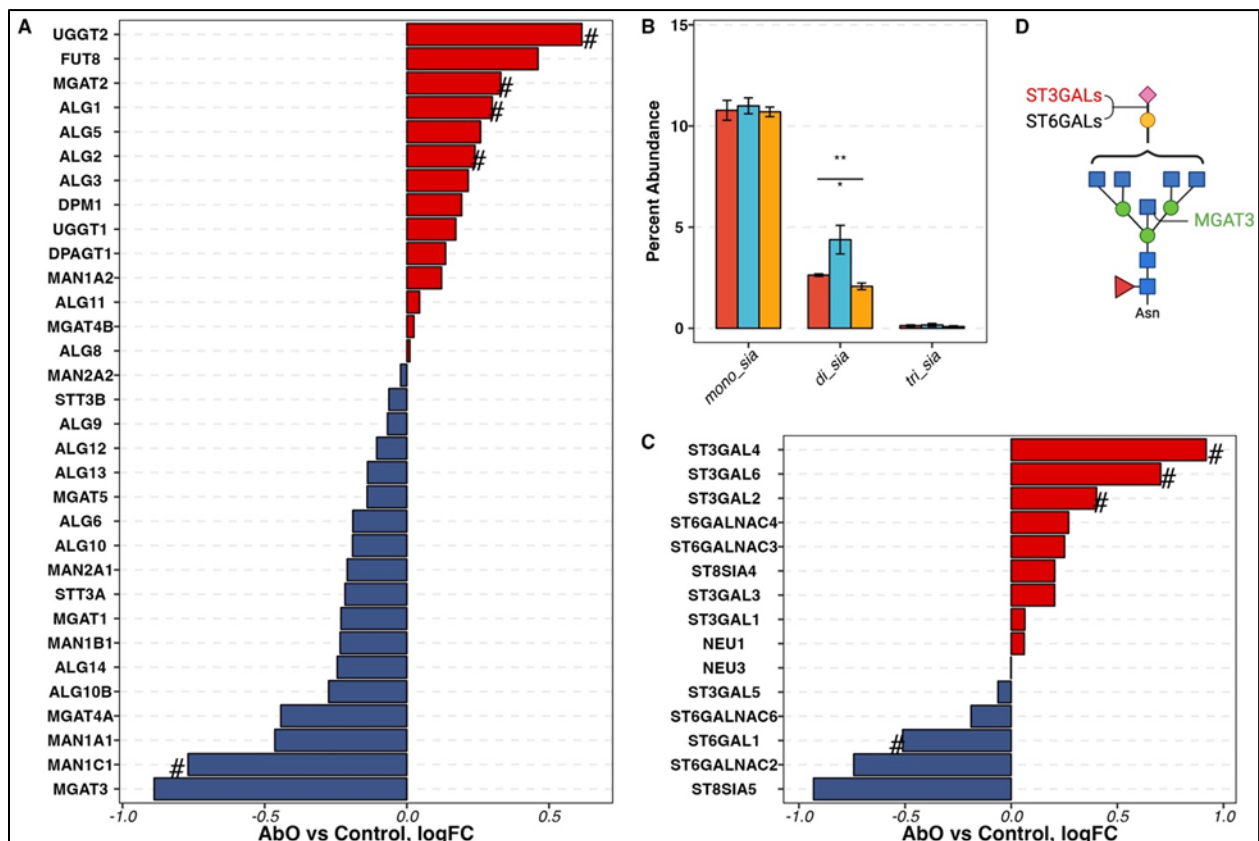 A
UGGT2
#
FUT8
MGAT2
#
ALG1
#
ALG5
ALG2
#
ALG3
DPM1
UGGT1
DPAGT1
MAN1A2
ALG11
MGAT4B
ALG8
MAN2A2
STT3B
ALG9
ALG12
ALG13
MGAT5
ALG6
ALG10
MAN2A1
STT3A
MGAT1
MAN1B1
ALG14
ALG10B
MGAT4A
MAN1A1
MAN1C1
#
MGAT3
-1.0 -0.5 0.0 0.5
AbO vs Control, logFC
B
Percent Abundance
15
10
5
0
**
*
mono_sia
di_sia
tri_sia
D
ST3GALs
ST6GALs
MGAT3
Asn
C
ST3GAL4
#
ST3GAL6
#
ST3GAL2
#
ST6GALNAC4
ST6GALNAC3
ST8SIA4
ST3GAL3
ST3GAL1
NEU1
NEU3
ST3GAL5
ST6GALNAC6
ST6GAL1
#
ST6GALNAC2
ST8SIA5
-1.0 -0.5 0.0 0.5 1.0
AbO vs Control, logFC